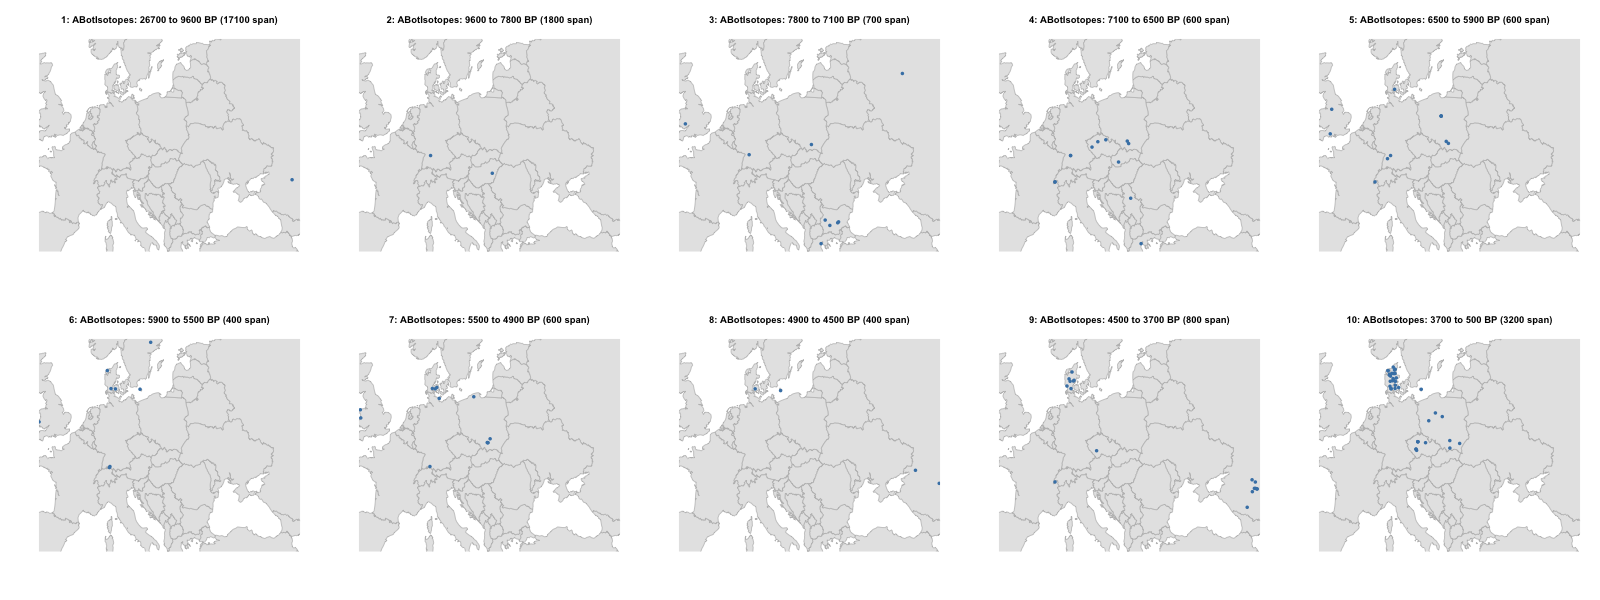 1: ABotIsotopes: 26700 to 9600 BP (17100 span)
2: ABotIsotopes: 9600 to 7800 BP (1800 span)
3: ABotIsotopes: 7800 to 7100 BP (700 span)
4: ABotIsotopes: 7100 to 6500 BP (600 span)
5: ABotIsotopes: 6500 to 5900 BP (600 span)
6: ABotIsotopes: 5900 to 5500 BP (400 span)
7: ABotIsotopes: 5500 to 4900 BP (600 span)
8: ABotIsotopes: 4900 to 4500 BP (400 span)
9: ABotIsotopes: 4500 to 3700 BP (800 span)
10: ABotIsotopes: 3700 to 500 BP (3200 span)